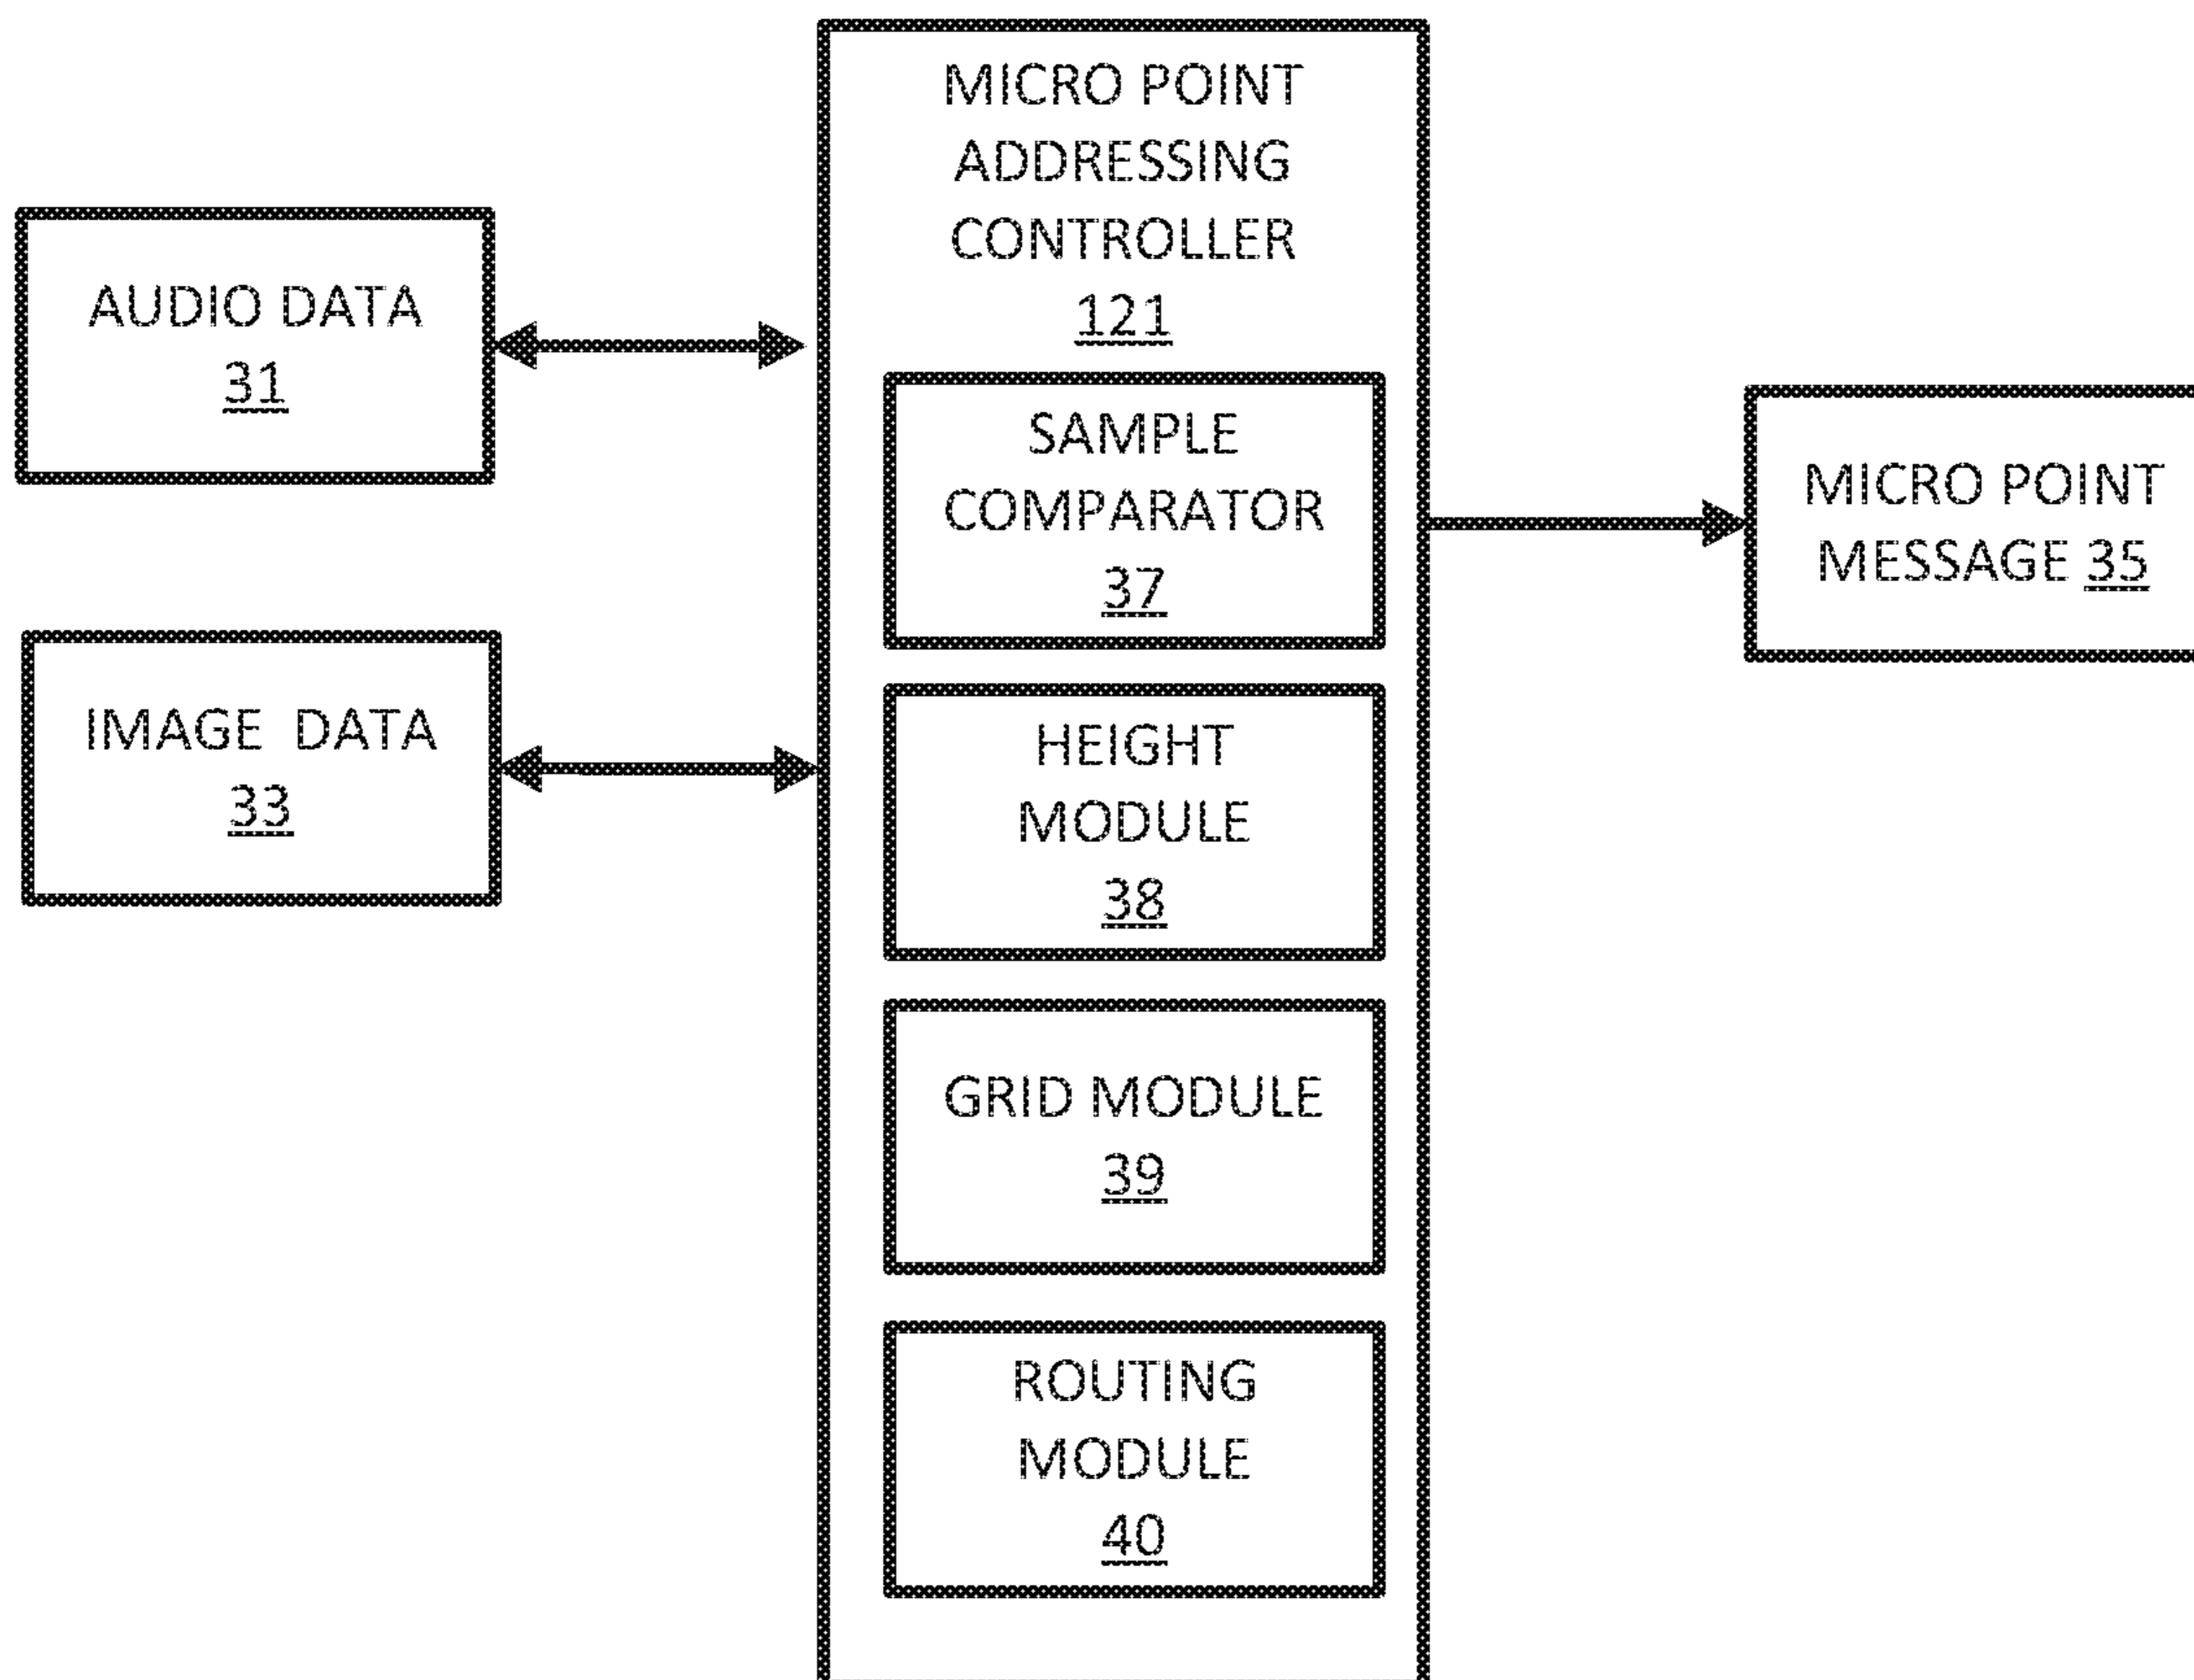 MICRO POINT
ADDRESSING
CONTROLLER
121
AUDIO DATA
31
SAMPLE
COMPARATOR
37
MICRO POINT
MESSAGE 35
IMAGE DATA
33
HEIGHT
MODULE
38
GRID MODULE
39
ROUTING
MODULE
40